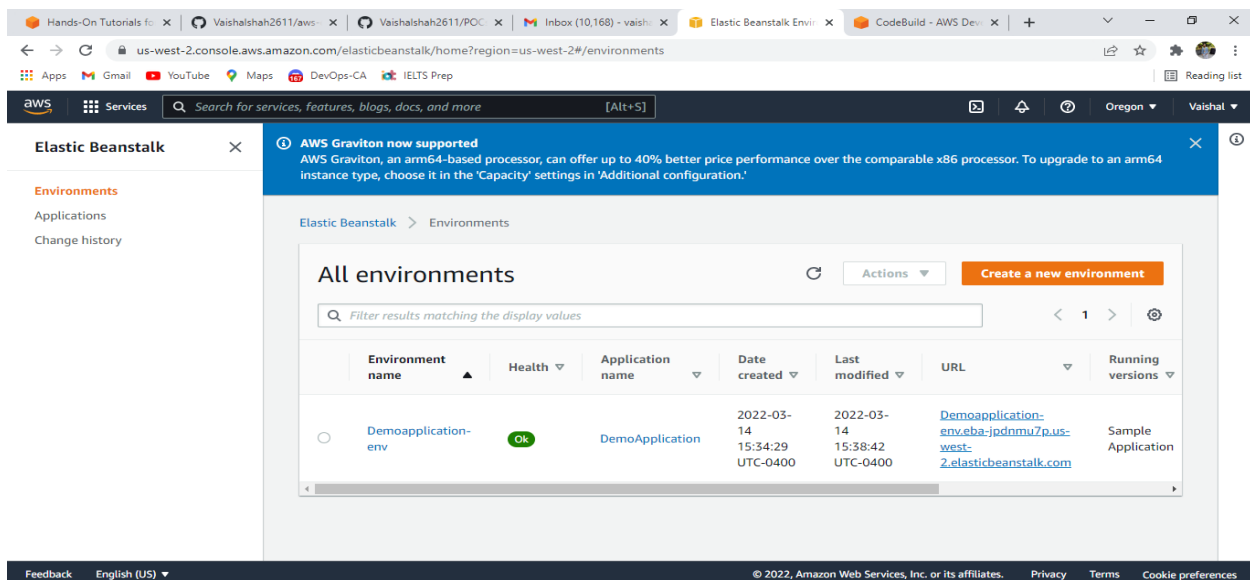 Hands-On Tutorials fo
Vaishalshah2611/aws-
Vaishalshah2611/POC
Inbox (10,168) - vaisha
Elastic Beanstalk Envir
CodeBuild - AWS Deve
us-west-2.console.aws.amazon.com/elasticbeanstalk/home?region=us-west-2#/environments
Apps Gmail YouTube Maps DevOps-CA IELTS Prep Reading list
aws Services Search for services, features, blogs, docs, and more [Alt+S] Oregon ▼ Vaishal ▼
Elastic Beanstalk
Environments
Applications
Change history
AWS Graviton now supported
AWS Graviton, an arm64-based processor, can offer up to 40% better price performance over the comparable x86 processor. To upgrade to an arm64
instance type, choose it in the 'Capacity' settings in 'Additional configuration.'
Elastic Beanstalk > Environments
All environments
Actions ▼
Create a new environment
Filter results matching the display values
< 1 >
Environment
name
Health
Application
name
Date
created
Last
modified
URL
Running
versions
Demoapplication-
env
Ok
DemoApplication
2022-03-
14
15:34:29
UTC-0400
2022-03-
14
15:38:42
UTC-0400
Demoapplication-
env.eba-jpdnmu7p.us-
west-
2.elasticbeanstalk.com
Sample
Application
Feedback English (US) ▼ © 2022, Amazon Web Services, Inc. or its affiliates. Privacy Terms Cookie preferences